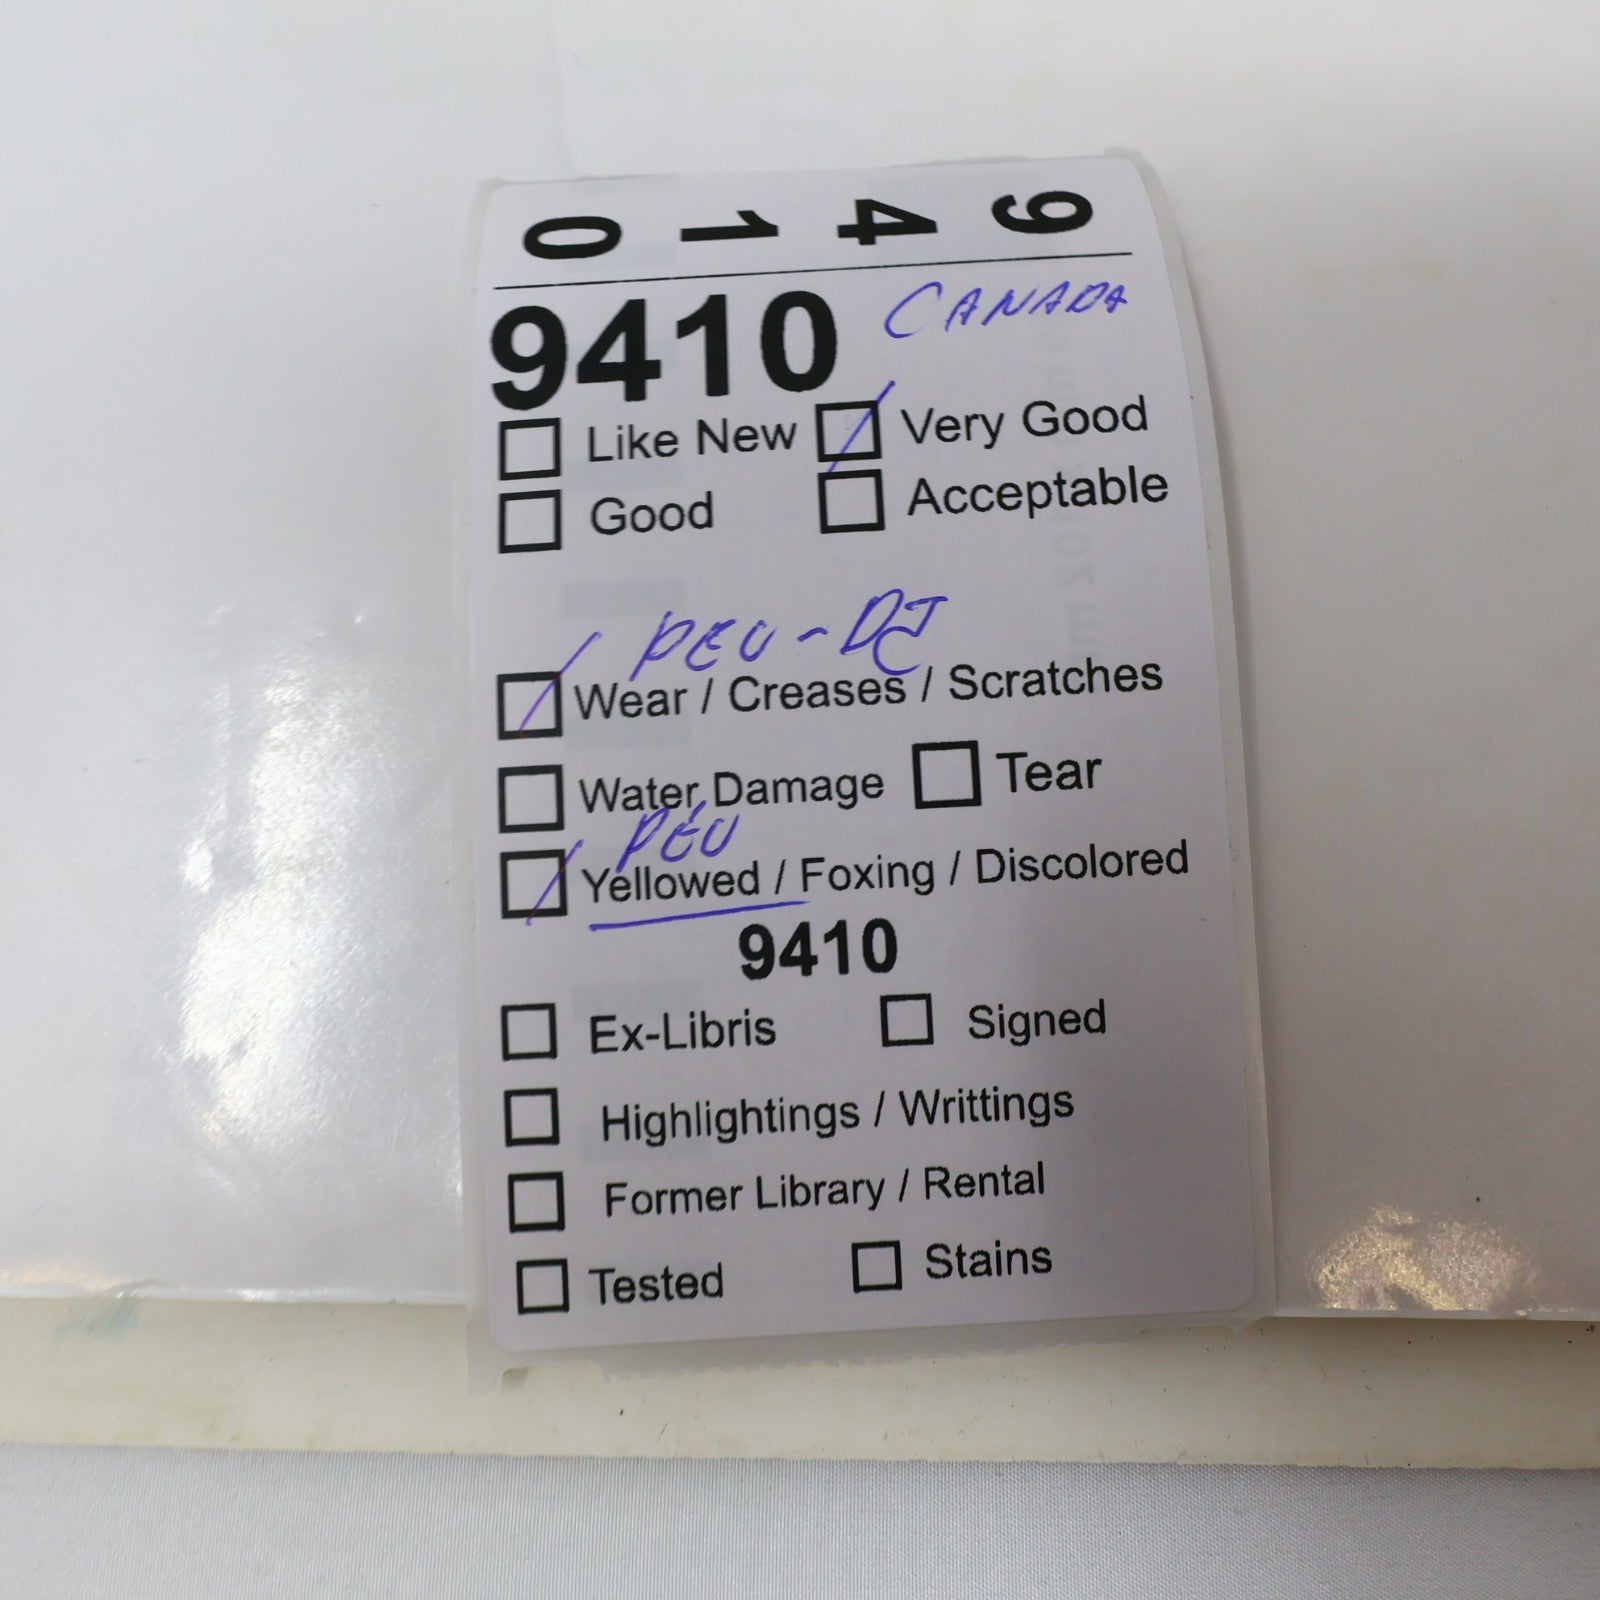 9 4 1 0
9410 CANADA
Like New Very Good
Good Acceptable
PEU - DJ
Wear / Creases / Scratches
Water Damage Tear
PEU
Yellowed / Foxing / Discolored
9410
Ex-Libris Signed
Highlightings / Writtings
Former Library / Rental
Tested Stains